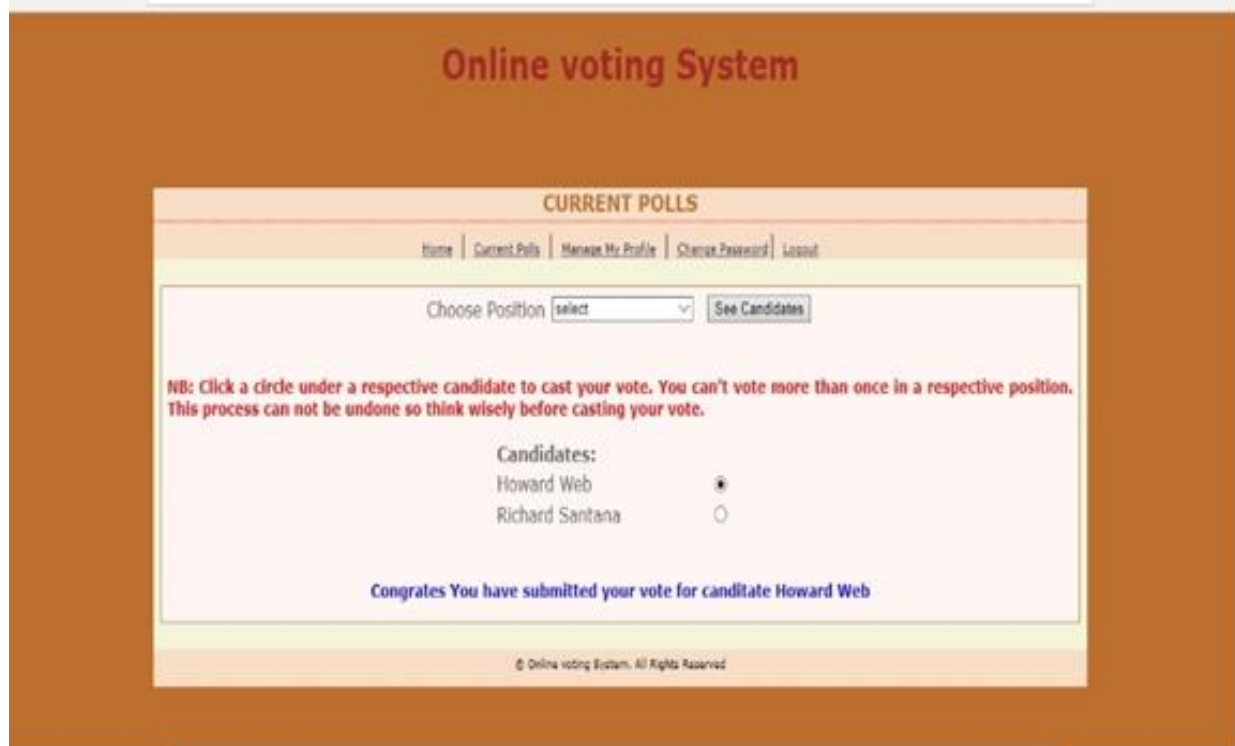 Online voting System
CURRENT POLLS
Home | Current Polls | Manage My Profile | Change Password | Logout
Choose Position select See Candidates
NB: Click a circle under a respective candidate to cast your vote. You can't vote more than once in a respective position.
This process can not be undone so think wisely before casting your vote.
Candidates:
Howard Web
Richard Santana
Congrates You have submitted your vote for canditate Howard Web
© Online voting System. All Rights Reserved